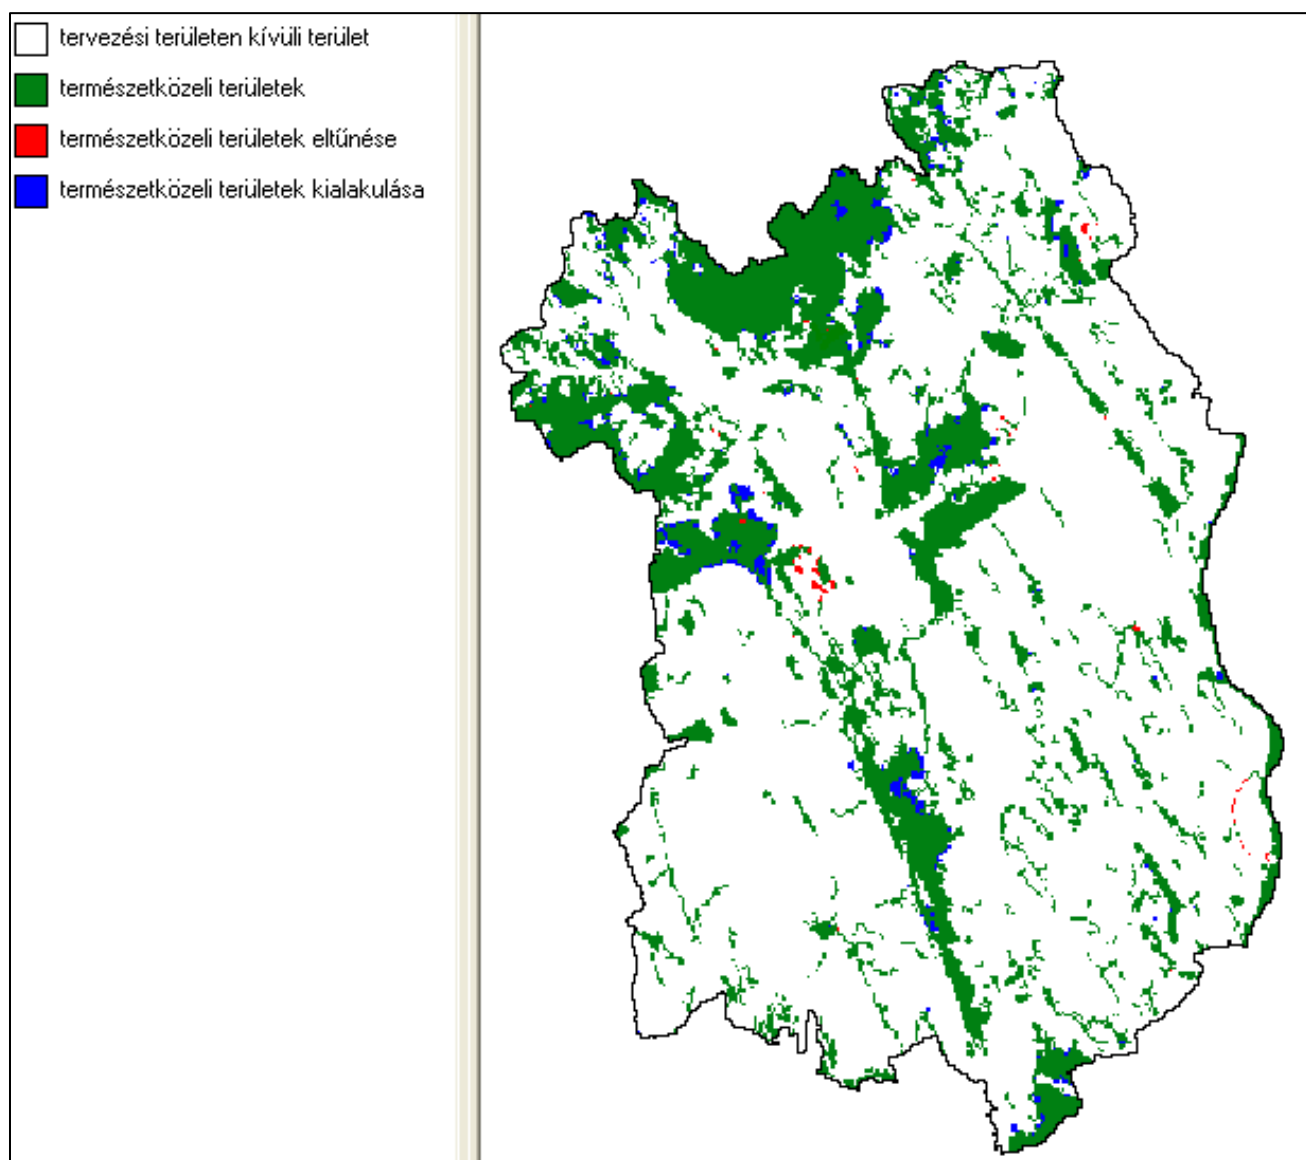 tervezési területen kívüli terület
természetközeli területek
természetközeli területek eltűnése
természetközeli területek kialakulása